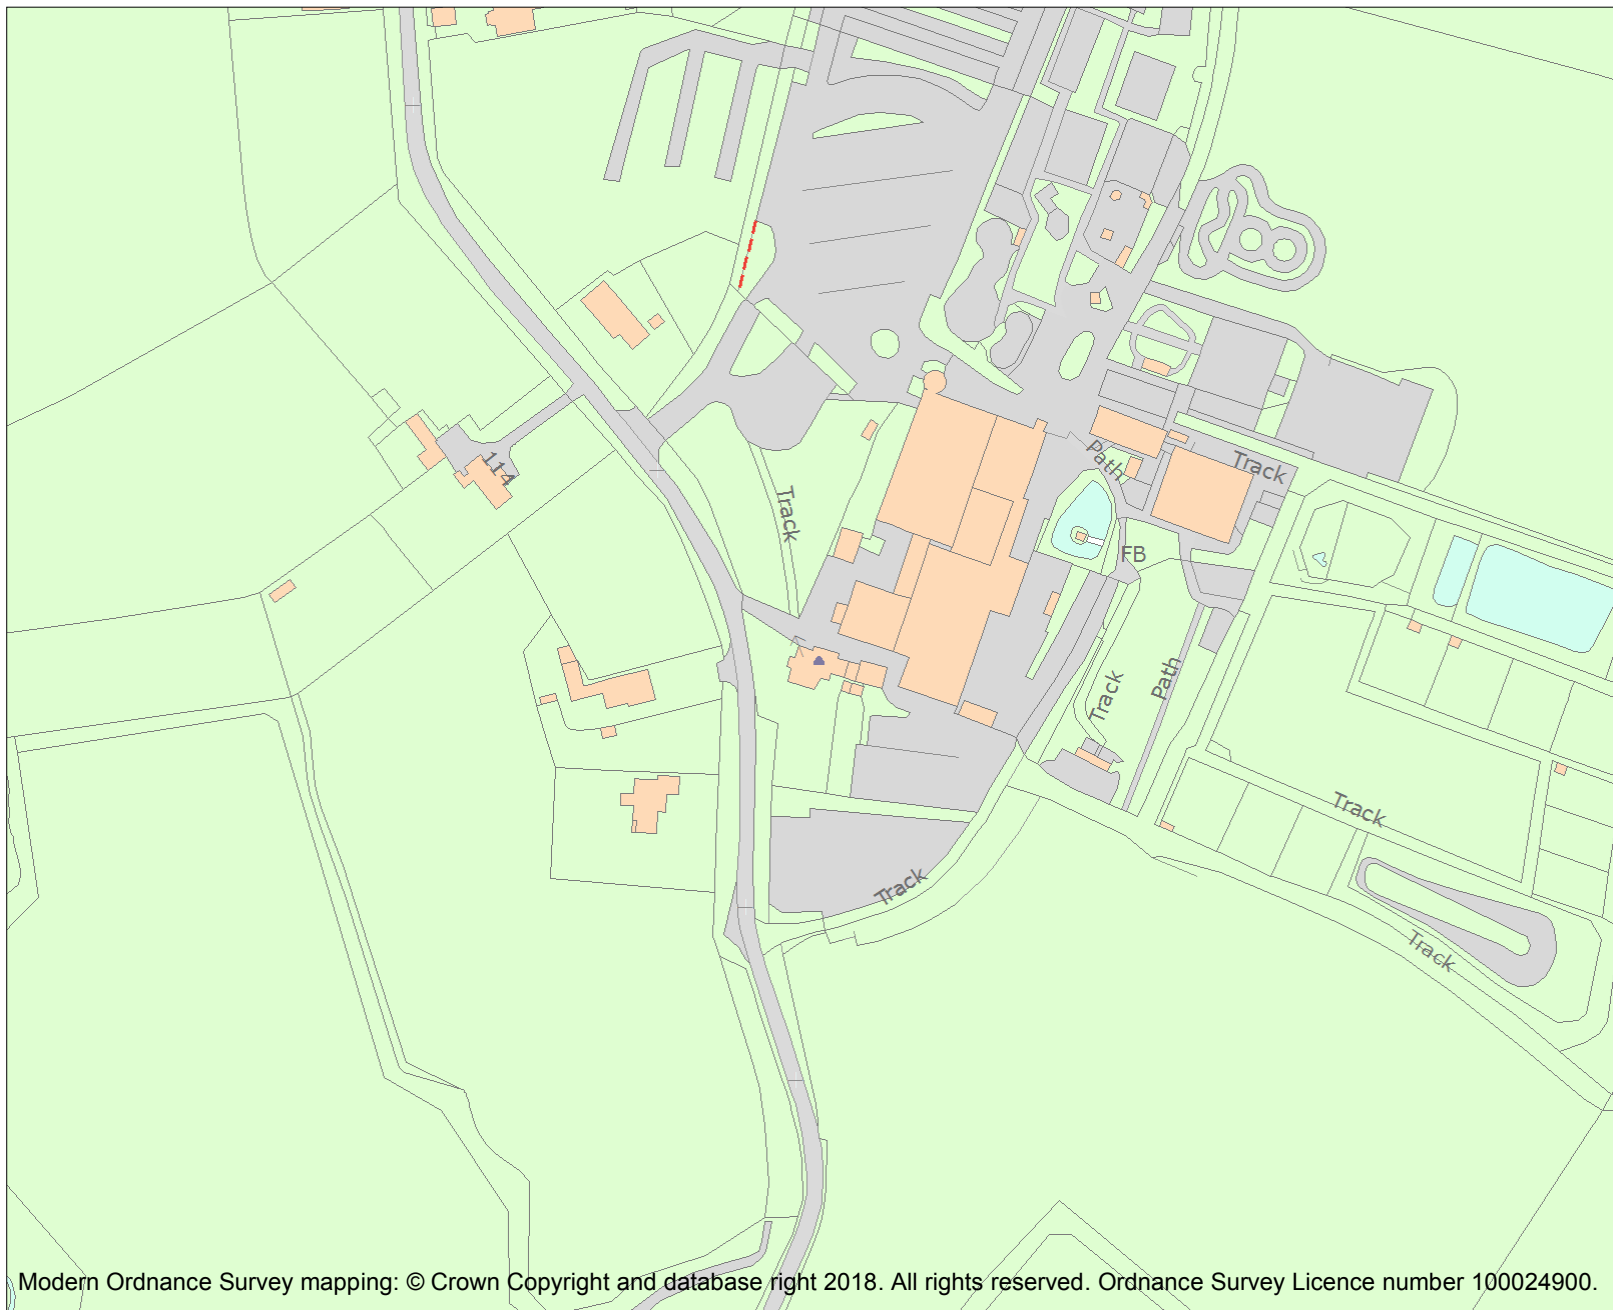 114
Track
Path
Track
FB
Path
Track
Track
Track
Track
Modern Ordnance Survey mapping: © Crown Copyright and database right 2018. All rights reserved. Ordnance Survey Licence number 100024900.